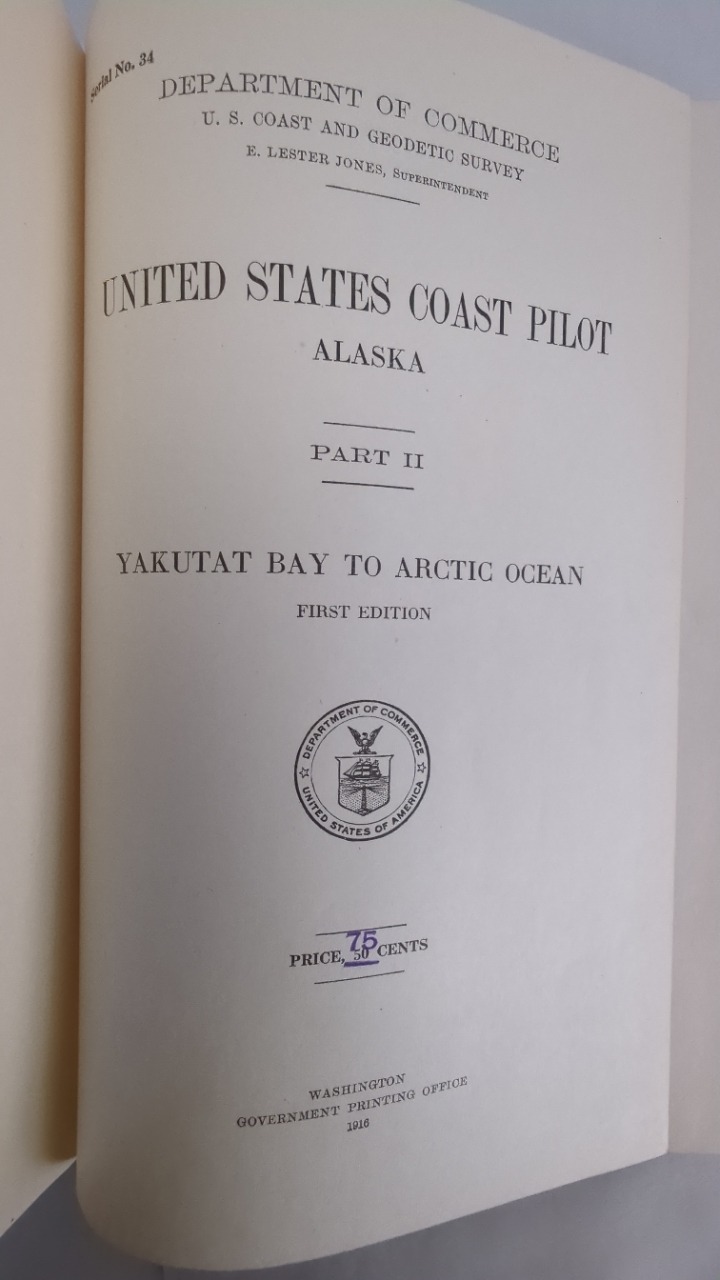 Serial No. 34
DEPARTMENT OF COMMERCE
U. S. COAST AND GEODETIC SURVEY
E. LESTER JONES, SUPERINTENDENT
UNITED STATES COAST PILOT
ALASKA
PART II
YAKUTAT BAY TO ARCTIC OCEAN
FIRST EDITION
DEPARTMENT OF COMMERCE
UNITED STATES OF AMERICA
75
PRICE, 50 CENTS
WASHINGTON
GOVERNMENT PRINTING OFFICE
1916